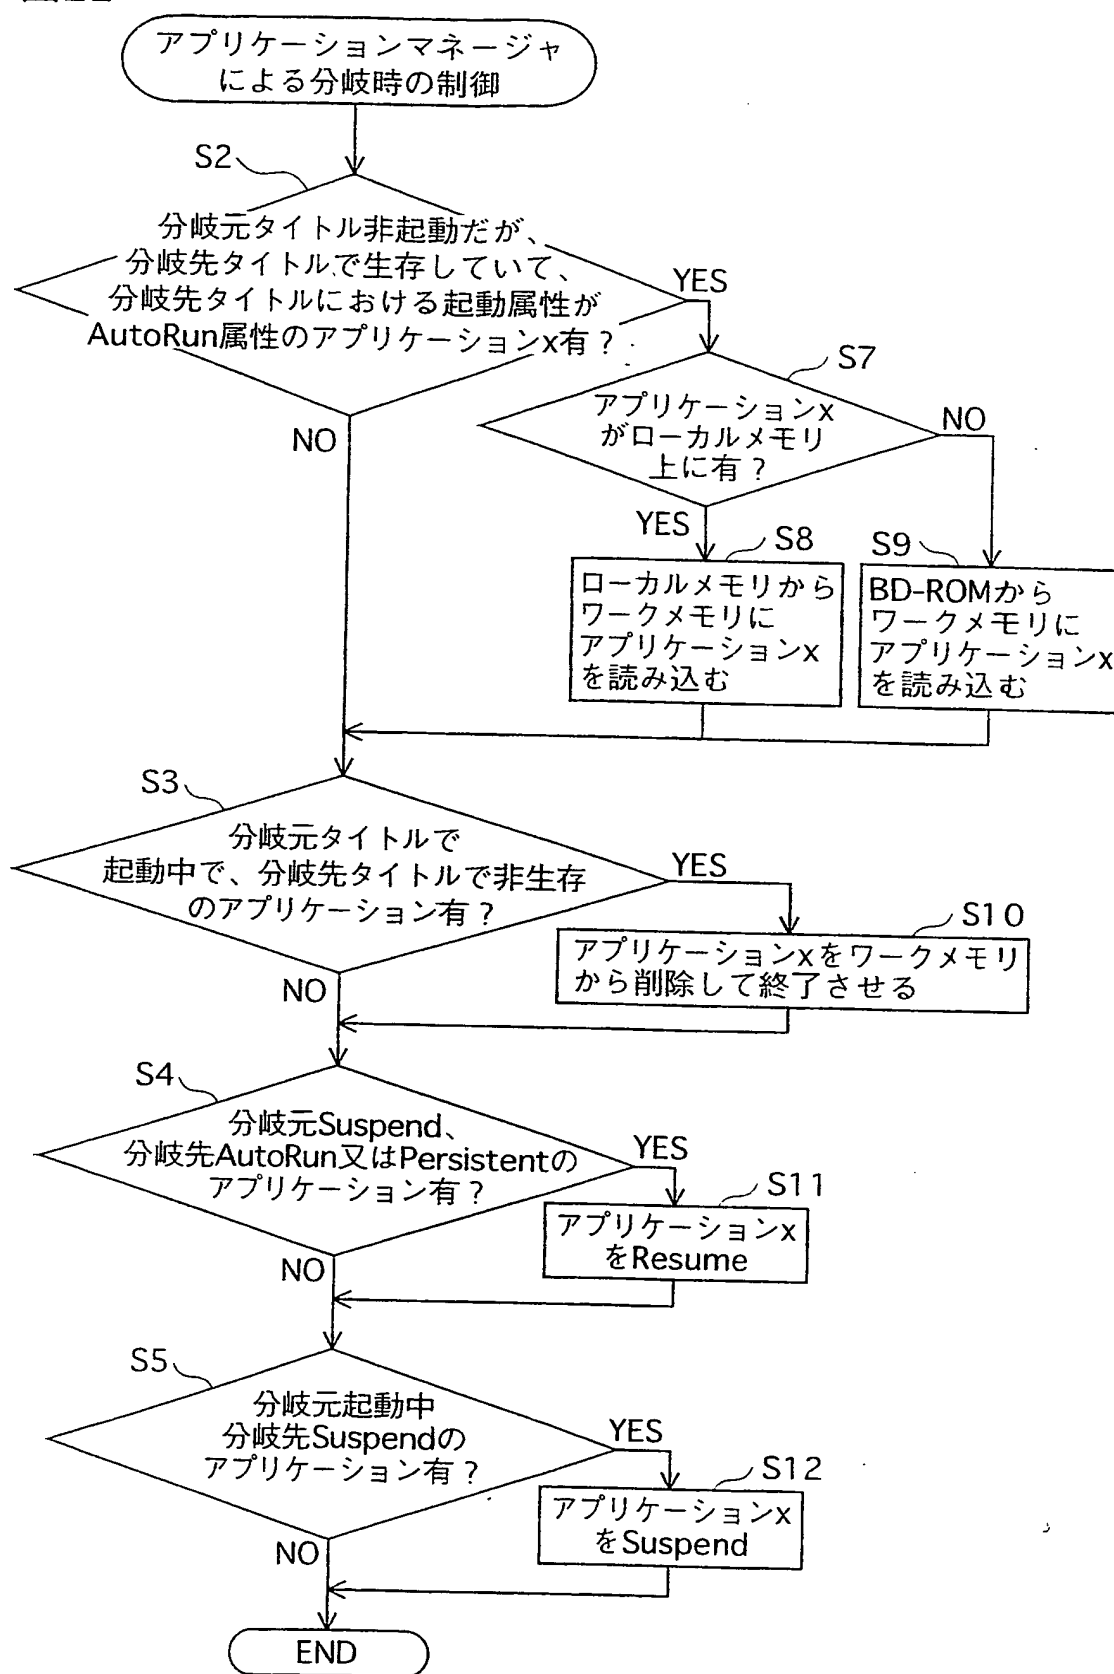 アプリケーションマネージャ
による分岐時の制御
S2
分岐元タイトル非起動だが、
分岐先タイトルで生存していて、
分岐先タイトルにおける起動属性が
AutoRun属性のアプリケーションx有？
YES
NO
S7
アプリケーションx
がローカルメモリ
上に有？
NO
YES
S8
ローカルメモリから
ワークメモリに
アプリケーションx
を読み込む
S9
BD-ROMから
ワークメモリに
アプリケーションx
を読み込む
S3
分岐元タイトルで
起動中で、分岐先タイトルで非生存
のアプリケーション有？
YES
NO
S10
アプリケーションxをワークメモリ
から削除して終了させる
S4
分岐元Suspend、
分岐先AutoRun又はPersistentの
アプリケーション有？
YES
NO
S11
アプリケーションx
をResume
S5
分岐元起動中
分岐先Suspendの
アプリケーション有？
YES
NO
S12
アプリケーションx
をSuspend
END